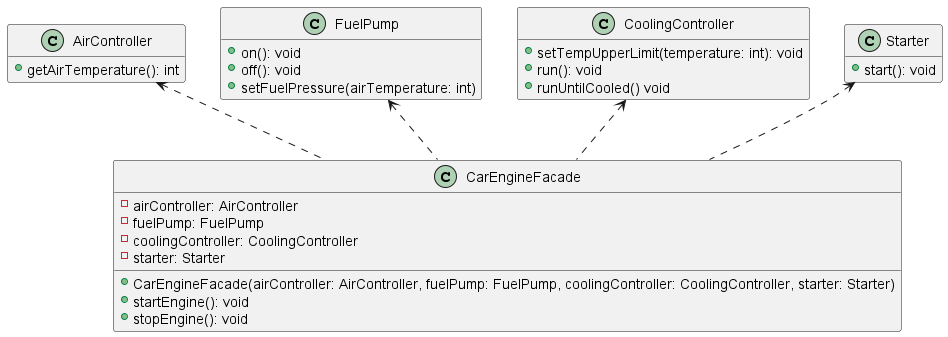 C AirController
getAirTemperature(): int
C FuelPump
on(): void
off(): void
setFuelPressure(airTemperature: int)
C CoolingController
setTempUpperLimit(temperature: int): void
run(): void
runUntilCooled() void
C Starter
start(): void
C CarEngineFacade
airController: AirController
fuelPump: FuelPump
coolingController: CoolingController
starter: Starter
CarEngineFacade(airController: AirController, fuelPump: FuelPump, coolingController: CoolingController, starter: Starter)
startEngine(): void
stopEngine(): void